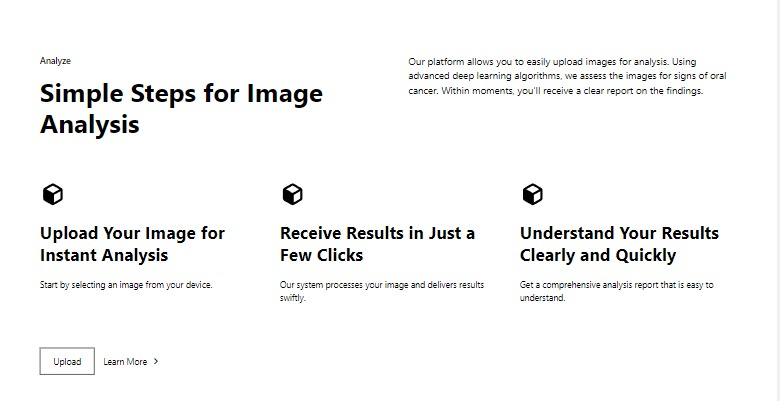 Analyze
Simple Steps for Image
Analysis
Our platform allows you to easily upload images for analysis. Using
advanced deep learning algorithms, we assess the images for signs of oral
cancer. Within moments, you'll receive a clear report on the findings.
Upload Your Image for
Instant Analysis
Start by selecting an image from your device.
Receive Results in Just a
Few Clicks
Our system processes your image and delivers results
swiftly.
Understand Your Results
Clearly and Quickly
Get a comprehensive analysis report that is easy to
understand.
Upload
Learn More